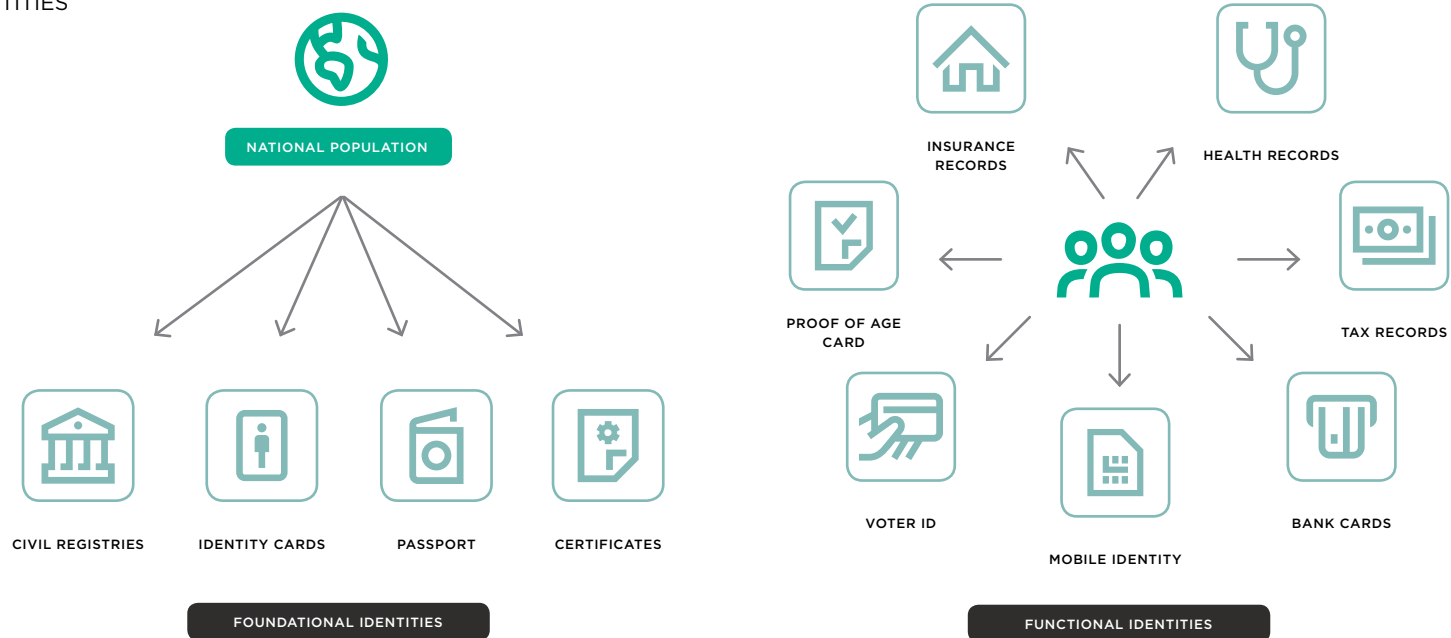 NATIONAL POPULATION
CIVIL REGISTRIES
IDENTITY CARDS
PASSPORT
CERTIFICATES
FOUNDATIONAL IDENTITIES
INSURANCE
RECORDS
HEALTH RECORDS
PROOF OF AGE
CARD
TAX RECORDS
VOTER ID
MOBILE IDENTITY
BANK CARDS
FUNCTIONAL IDENTITIES